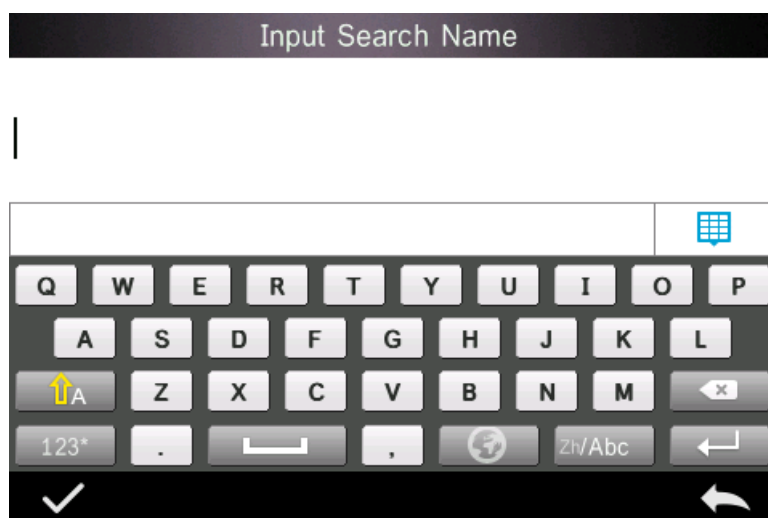 Input Search Name
Q W E R T Y U I O P
A S D F G H J K L
A Z X C V B N M
123* . , Zh/Abc